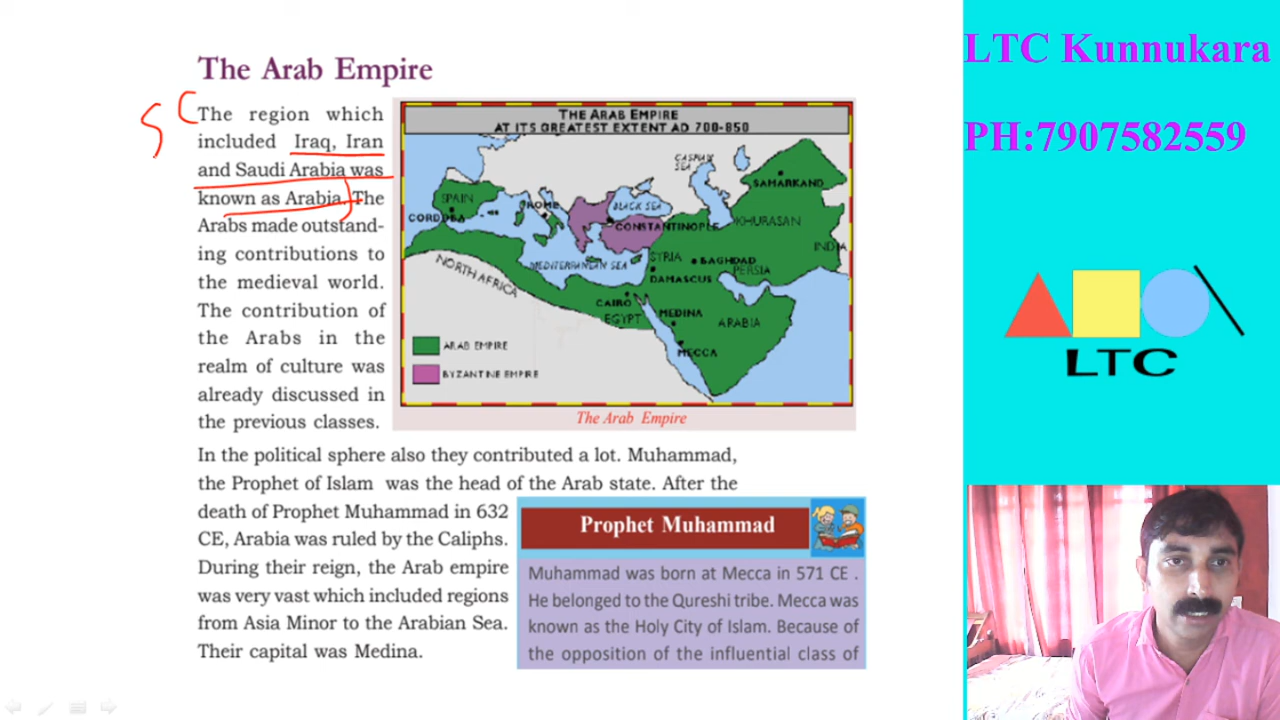 The Arab Empire
The region which
included Iraq, Iran
and Saudi Arabia was
known as Arabia. The
Arabs made outstand-
ing contributions to
the medieval world.
The contribution of
the Arabs in the
realm of culture was
already discussed in
the previous classes.
THE ARAB EMPIRE
AT ITS GREATEST EXTENT AD 700-850
CASPIAN
SEA
SAMARKAND
SPAIN
ROME
BLACK SEA
CORDOBA
CONSTANTINOPLE
KHURASAN
INDIA
SYRIA
BAGHDAD
MEDITERRANEAN SEA
PERSIA
NORTH AFRICA
DAMASCUS
CAIRO
MEDINA
EGYPT
ARABIA
MECCA
ARAB EMPIRE
BYZANTINE EMPIRE
The Arab Empire
In the political sphere also they contributed a lot. Muhammad,
the Prophet of Islam was the head of the Arab state. After the
death of Prophet Muhammad in 632
CE, Arabia was ruled by the Caliphs.
During their reign, the Arab empire
was very vast which included regions
from Asia Minor to the Arabian Sea.
Their capital was Medina.
Prophet Muhammad
Muhammad was born at Mecca in 571 CE .
He belonged to the Qureshi tribe. Mecca was
known as the Holy City of Islam. Because of
the opposition of the influential class of
LTC Kunnukara
PH:7907582559
LTC